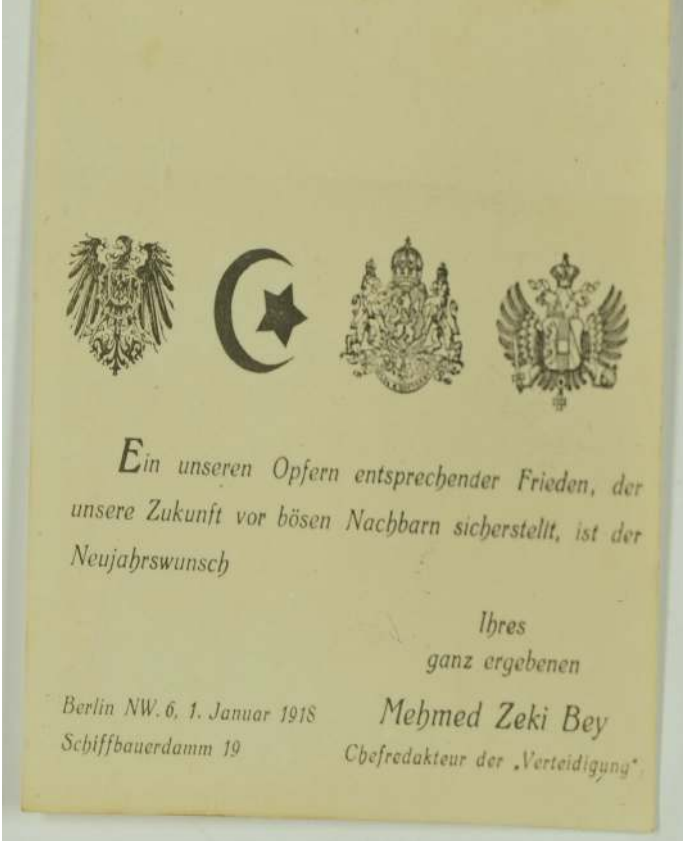 Ein unseren Opfern entsprechender Frieden, der
unsere Zukunft vor bösen Nachbarn sicherstellt, ist der
Neujahrswunsch
Ihres
ganz ergebenen
Berlin NW. 6, 1. Januar 1918
Schiffbauerdamm 19
Mehmed Zeki Bey
Chefredakteur der „Verteidigung“